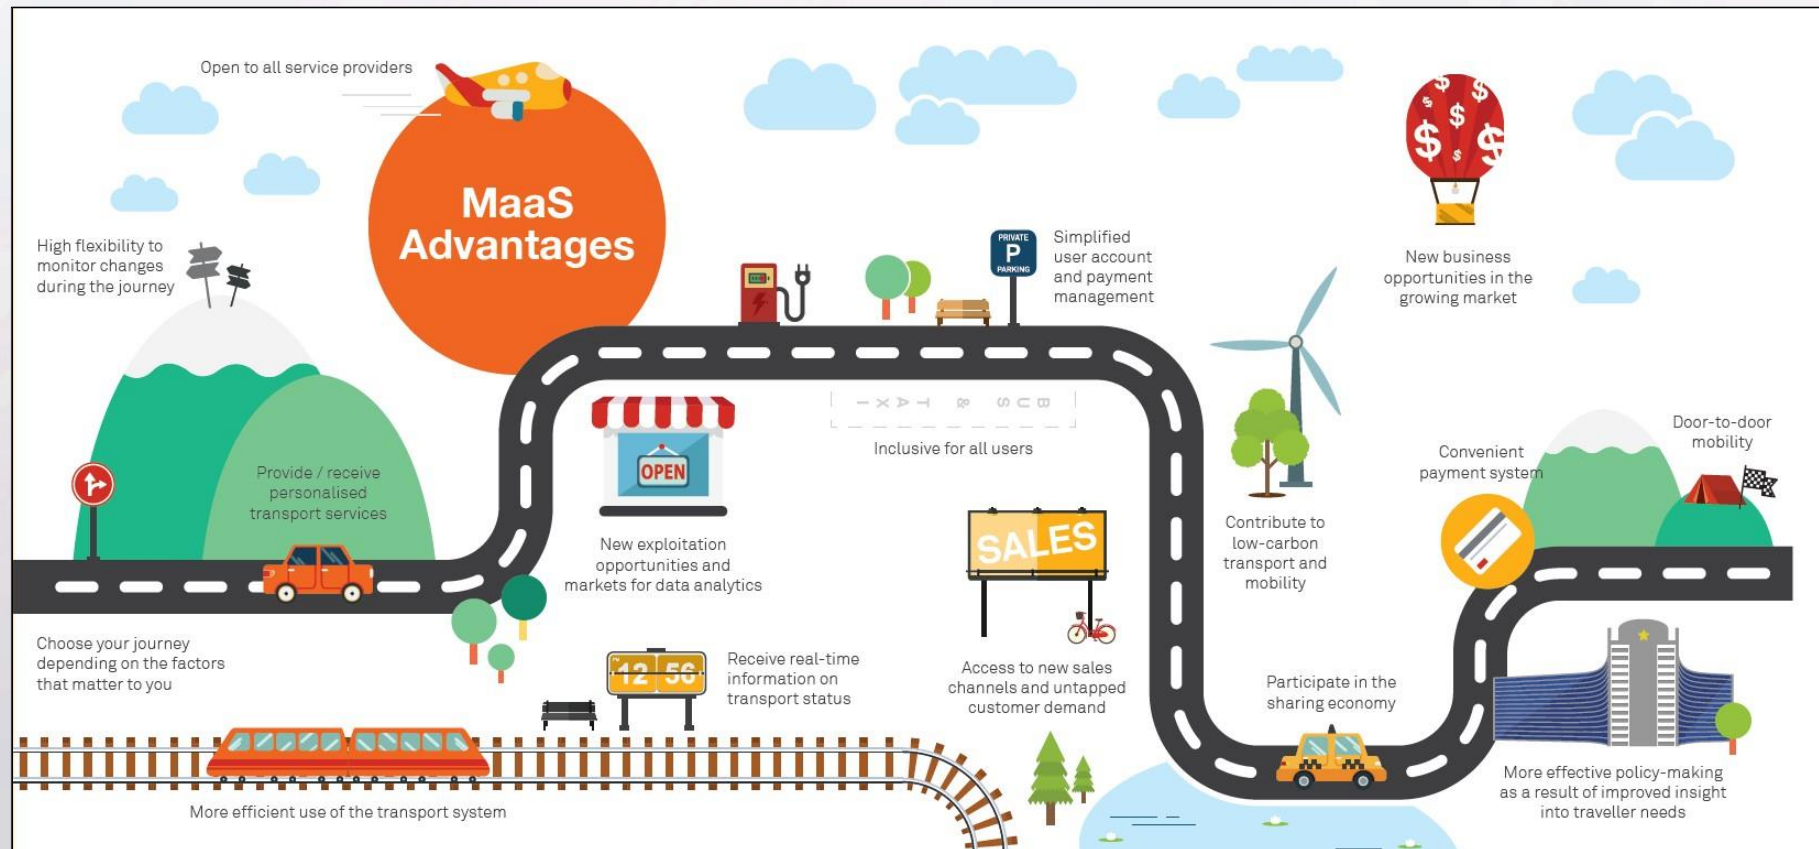 Open to all service providers
MaaS
Advantages
High flexibility to
monitor changes
during the journey
PRIVATE
P
PARKING
Simplified
user account
and payment
management
$ $ $ $ $ $ $
New business
opportunities in the
growing market
BUS & TAXI
Inclusive for all users
Provide / receive
personalised
transport services
OPEN
New exploitation
opportunities and
markets for data analytics
SALES
Access to new sales
channels and untapped
customer demand
Contribute to
low-carbon
transport and
mobility
Convenient
payment system
Door-to-door
mobility
Choose your journey
depending on the factors
that matter to you
12 56
Receive real-time
information on
transport status
Participate in the
sharing economy
More efficient use of the transport system
More effective policy-making
as a result of improved insight
into traveller needs